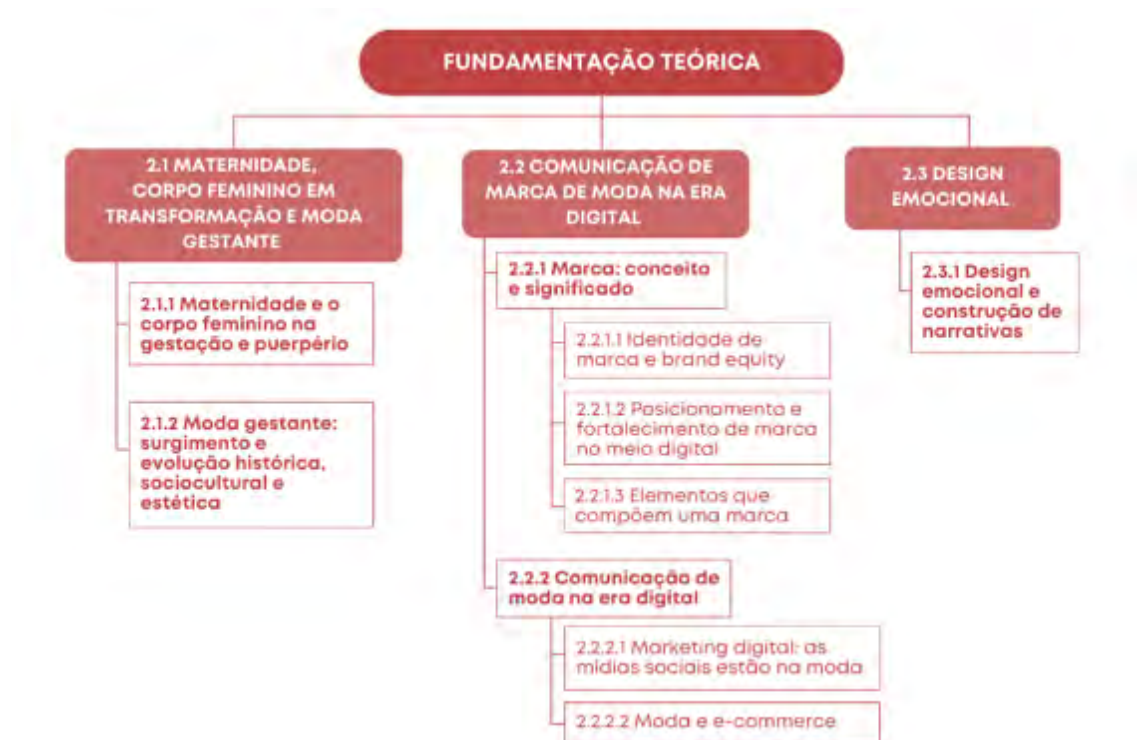 FUNDAMENTAÇÃO TEÓRICA
2.1 MATERNIDADE,
CORPO FEMININO EM
TRANSFORMAÇÃO E MODA
GESTANTE
2.1.1 Maternidade e o
corpo feminino na
gestação e puerpério
2.1.2 Moda gestante:
surgimento e
evolução histórica,
sociocultural e
estética
2.2 COMUNICAÇÃO DE
MARCA DE MODA NA ERA
DIGITAL
2.2.1 Marca: conceito
e significado
2.2.1.1 Identidade de
marca e brand equity
2.2.1.2 Posicionamento e
fortalecimento de marca
no meio digital
2.2.1.3 Elementos que
compõem uma marca
2.2.2 Comunicação de
moda na era digital
2.2.2.1 Marketing digital: as
mídias sociais estão na moda
2.2.2.2 Moda e e-commerce
2.3 DESIGN
EMOCIONAL
2.3.1 Design
emocional e
construção de
narrativas